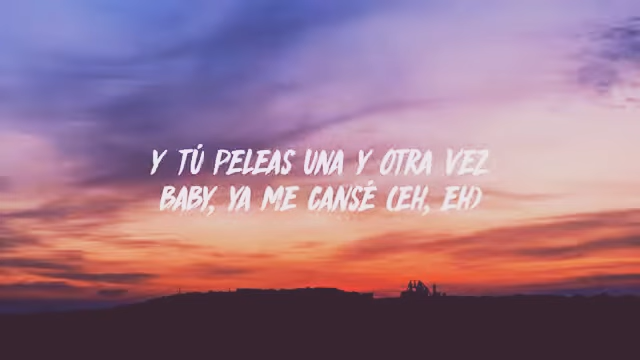 Y TÚ PELEAS UNA Y OTRA VEZ
BABY, YA ME CANSÉ (EH, EH)